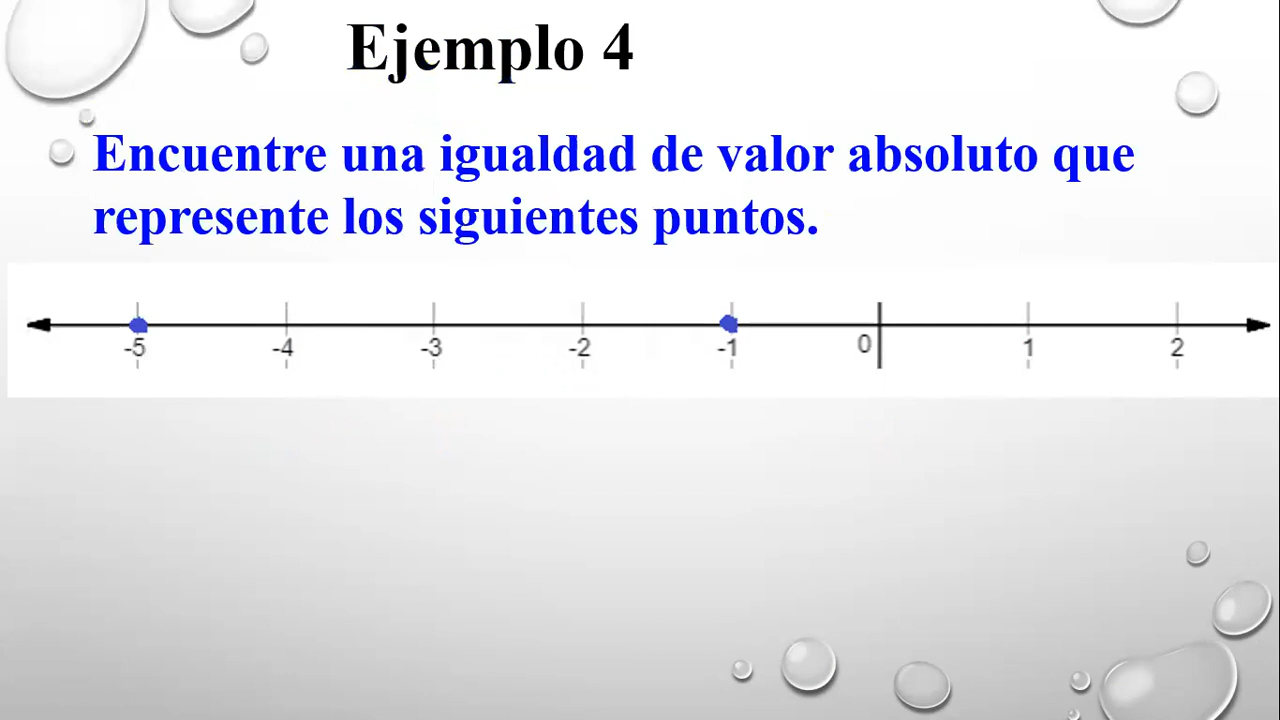 Ejemplo 4
Encuentre una igualdad de valor absoluto que
represente los siguientes puntos.
-5 -4 -3 -2 -1 0 1 2